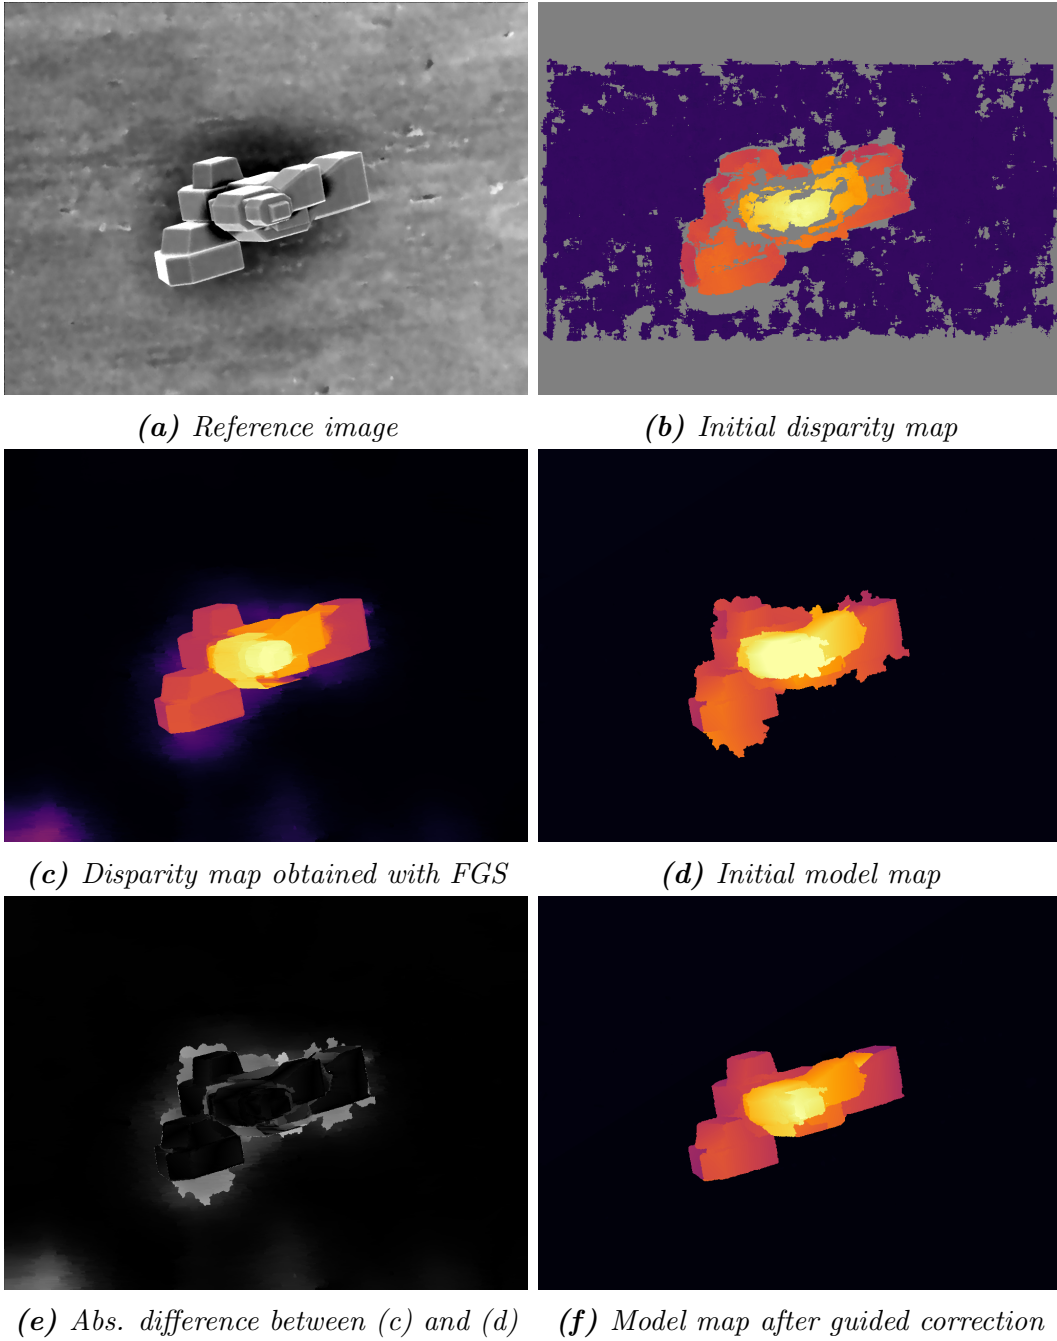 (a) Reference image
(b) Initial disparity map
(c) Disparity map obtained with FGS
(d) Initial model map
(e) Abs. difference between (c) and (d)
(f) Model map after guided correction